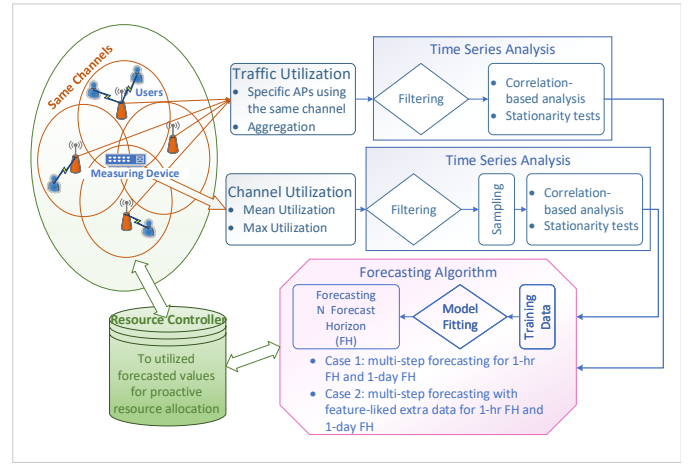 Same Channels
Users
Measuring Device
Traffic Utilization
• Specific APs using
the same channel
• Aggregation
Time Series Analysis
Filtering
• Correlation-
based analysis
• Stationarity tests
Channel Utilization
• Mean Utilization
• Max Utilization
Time Series Analysis
Filtering
Sampling
• Correlation-
based analysis
• Stationarity tests
Forecasting Algorithm
Forecasting
N Forecast
Horizon
(FH)
Model
Fitting
Training
Data
• Case 1: multi-step forecasting for 1-hr
FH and 1-day FH
• Case 2: multi-step forecasting with
feature-liked extra data for 1-hr FH and
1-day FH
Resource Controller
To utilized
forecasted values
for proactive
resource allocation